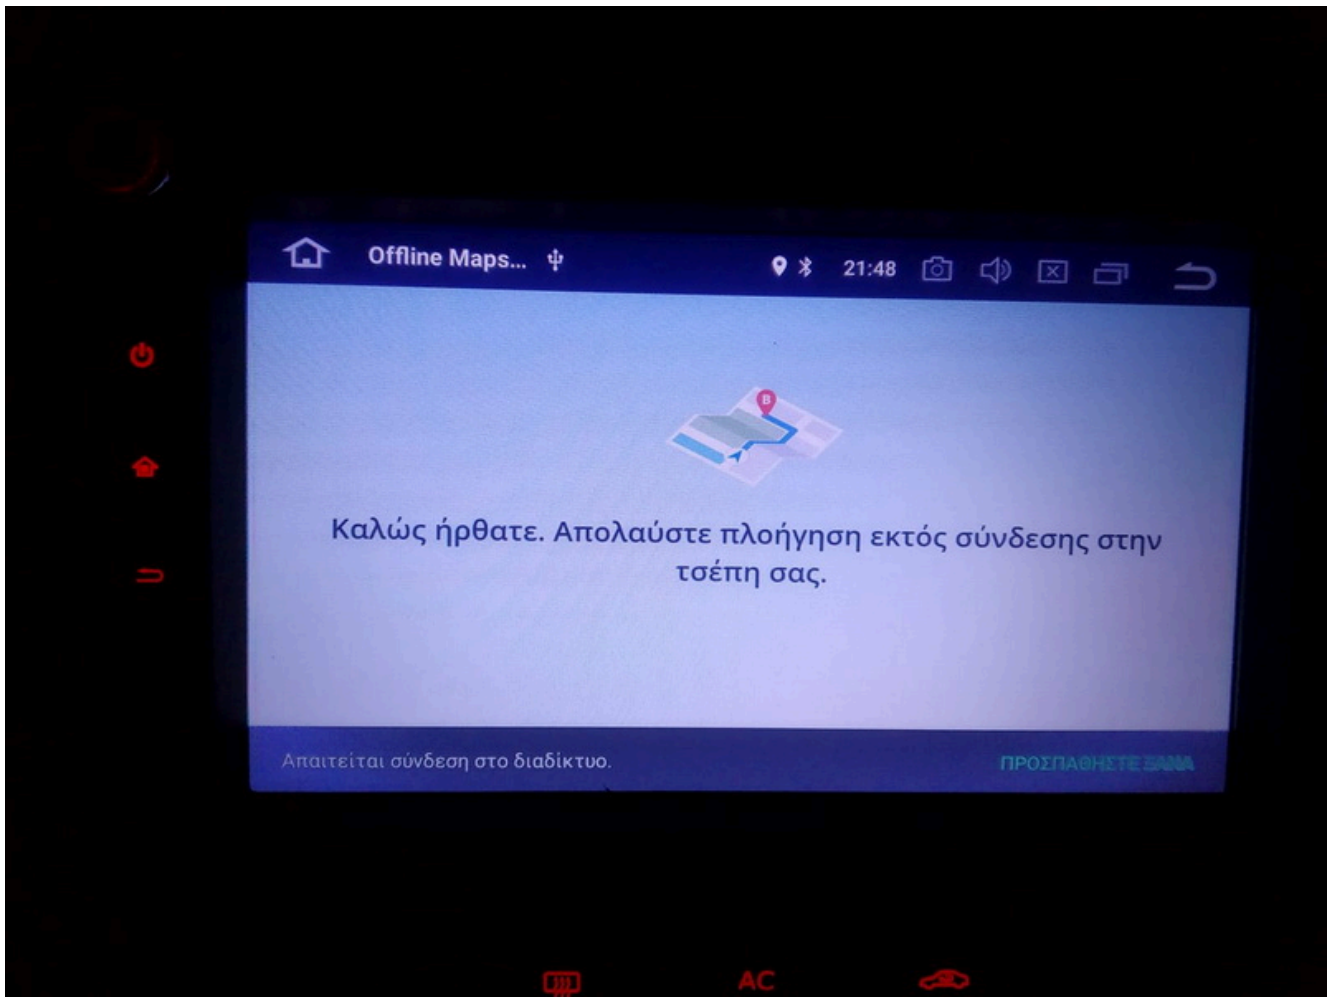 Offline Maps...
21:48
B
Καλώς ήρθατε. Απολαύστε πλοήγηση εκτός σύνδεσης στην
τσέπη σας.
Απαιτείται σύνδεση στο διαδίκτυο.
ΠΡΟΣΠΑΘΗΣΤΕ ΞΑΝΑ
AC